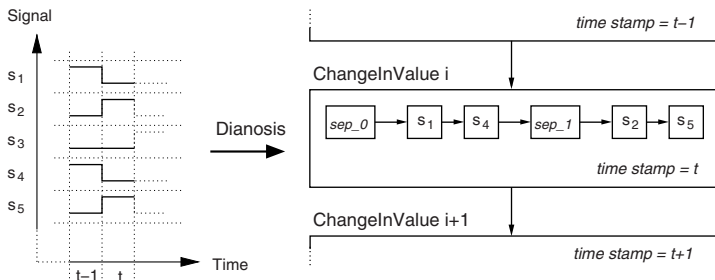 Signal
s1
s2
s3
s4
s5
t−1 t
Time
Dianosis
time stamp = t−1
ChangeInValue i
sep_0 s1 s4 sep_1 s2 s5
time stamp = t
ChangeInValue i+1
time stamp = t+1